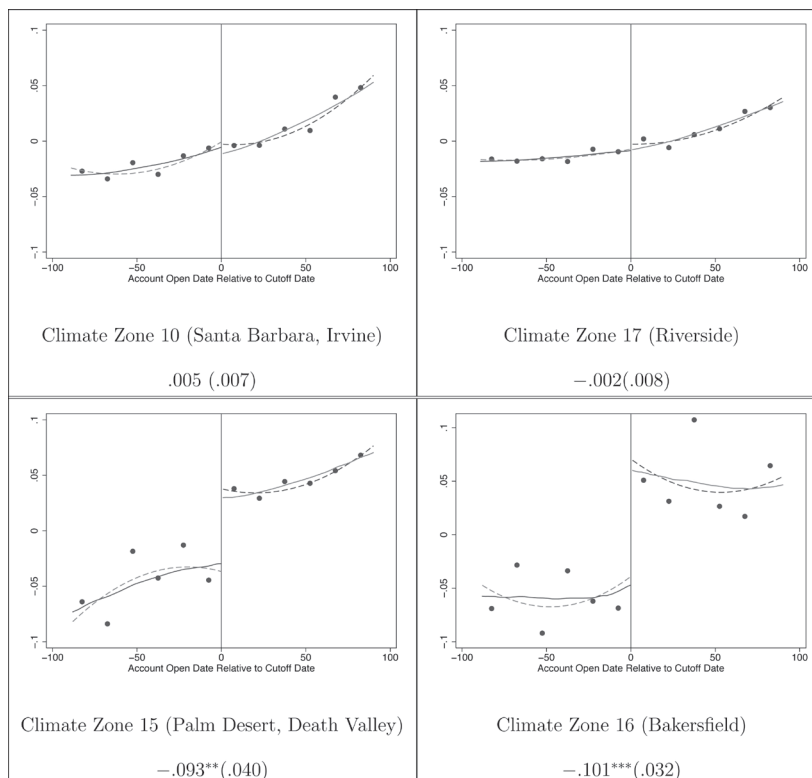 .1
.05
0
-.05
-.1
−100 −50 0 50 100
Account Open Date Relative to Cutoff Date
Climate Zone 10 (Santa Barbara, Irvine)
.005 (.007)
.1
.05
0
-.05
-.1
−100 −50 0 50 100
Account Open Date Relative to Cutoff Date
Climate Zone 17 (Riverside)
−.002(.008)
.1
.05
0
-.05
-.1
−100 −50 0 50 100
Account Open Date Relative to Cutoff Date
Climate Zone 15 (Palm Desert, Death Valley)
−.093**(.040)
.1
.05
0
-.05
-.1
−100 −50 0 50 100
Account Open Date Relative to Cutoff Date
Climate Zone 16 (Bakersfield)
−.101***(.032)